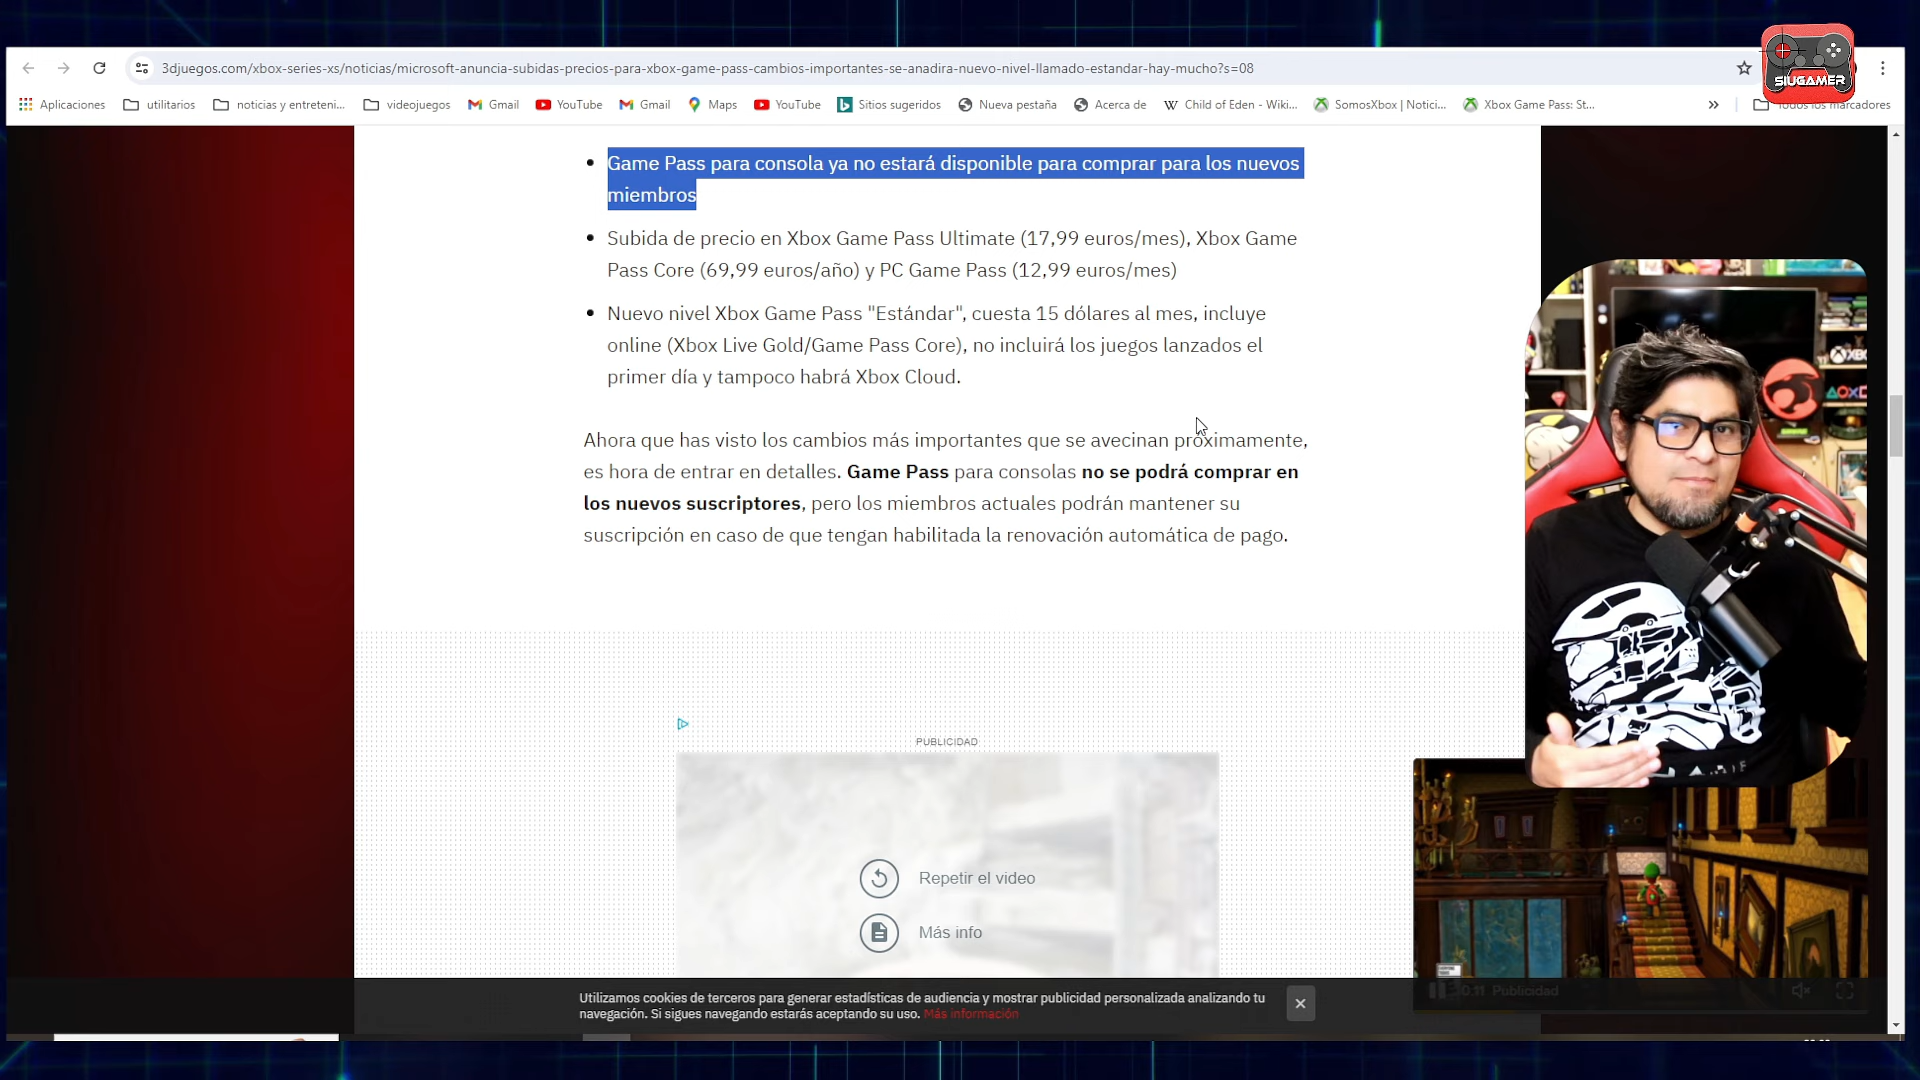 3djuegos.com/xbox-series-xs/noticias/microsoft-anuncia-subidas-precios-para-xbox-game-pass-cambios-importantes-se-anadira-nuevo-nivel-llamado-estandar-hay-mucho?s=08
SIUGAMER
Aplicaciones utilitarios noticias y entreteni... videojuegos Gmail YouTube Gmail Maps YouTube Sitios sugeridos Nueva pestaña Acerca de Child of Eden - Wiki... SomosXbox | Notici... Xbox Game Pass: St... » Todos los marcadores
Game Pass para consola ya no estará disponible para comprar para los nuevos
miembros
Subida de precio en Xbox Game Pass Ultimate (17,99 euros/mes), Xbox Game
Pass Core (69,99 euros/año) y PC Game Pass (12,99 euros/mes)
Nuevo nivel Xbox Game Pass "Estándar", cuesta 15 dólares al mes, incluye
online (Xbox Live Gold/Game Pass Core), no incluirá los juegos lanzados el
primer día y tampoco habrá Xbox Cloud.
Ahora que has visto los cambios más importantes que se avecinan próximamente,
es hora de entrar en detalles. Game Pass para consolas no se podrá comprar en
los nuevos suscriptores, pero los miembros actuales podrán mantener su
suscripción en caso de que tengan habilitada la renovación automática de pago.
XBO
PUBLICIDAD
Repetir el video
Más info
0:11 Publicidad
Utilizamos cookies de terceros para generar estadísticas de audiencia y mostrar publicidad personalizada analizando tu
navegación. Si sigues navegando estarás aceptando su uso. Más información